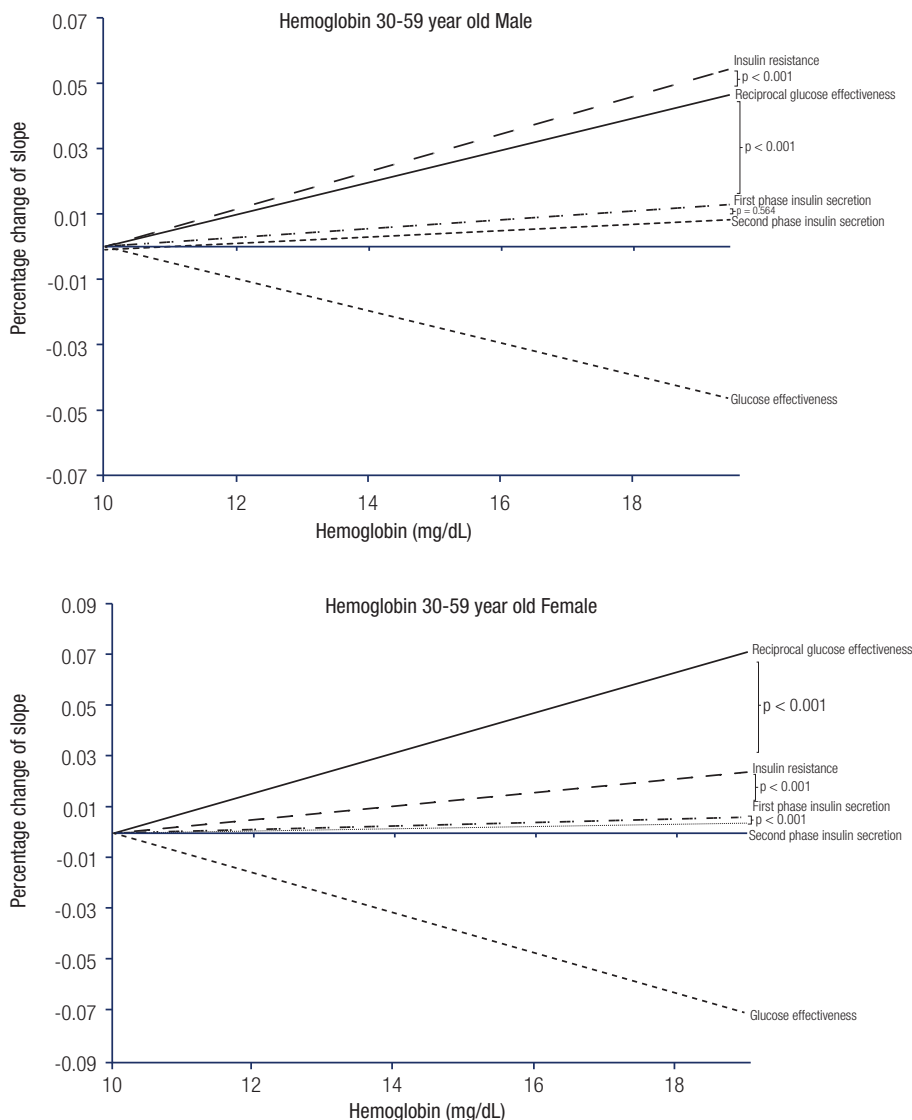 Hemoglobin 30-59 year old Male
Percentage change of slope
0.07
0.05
0.03
0.01
-0.01
-0.03
-0.05
-0.07
Insulin resistance
p < 0.001
Reciprocal glucose effectiveness
p < 0.001
First phase insulin secretion
p = 0.564
Second phase insulin secretion
Glucose effectiveness
10 12 14 16 18
Hemoglobin (mg/dL)
Hemoglobin 30-59 year old Female
Percentage change of slope
0.09
0.07
0.05
0.03
0.01
-0.01
-0.03
-0.05
-0.07
-0.09
Reciprocal glucose effectiveness
p < 0.001
Insulin resistance
p < 0.001
First phase insulin secretion
p < 0.001
Second phase insulin secretion
Glucose effectiveness
10 12 14 16 18
Hemoglobin (mg/dL)